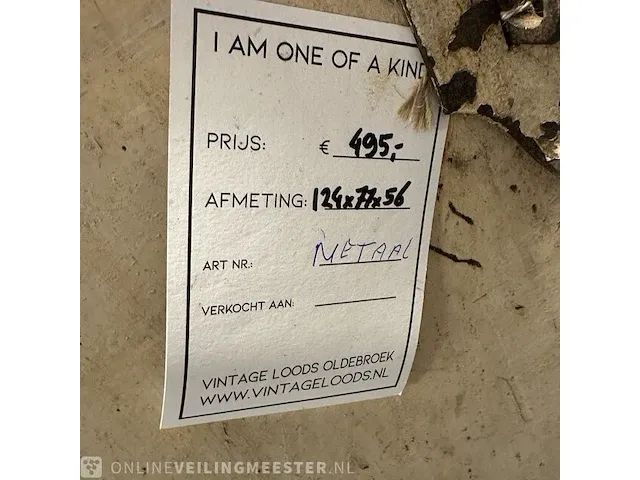 I AM ONE OF A KIND
PRIJS: € 495,-
AFMETING: 124x77x56
ART NR.: METAAL
VERKOCHT AAN:
VINTAGE LOODS OLDEBROEK
WWW.VINTAGELOODS.NL
ONLINEVEILINGMEESTER.NL